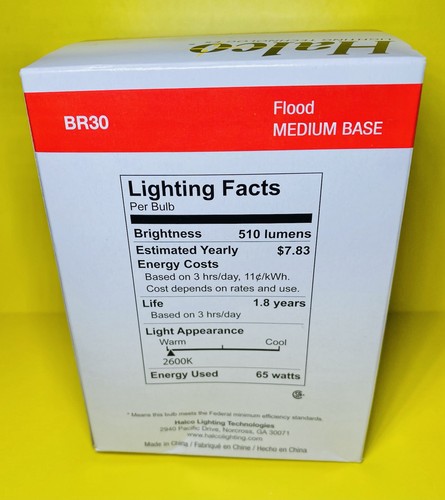 Halco
BR30
Flood
MEDIUM BASE
Lighting Facts
Per Bulb
Brightness 510 lumens
Estimated Yearly $7.83
Energy Costs
Based on 3 hrs/day, 11¢/kWh.
Cost depends on rates and use.
Life 1.8 years
Based on 3 hrs/day
Light Appearance
Warm Cool
2600K
Energy Used 65 watts
* Means this bulb meets the Federal minimum efficiency standards.
Halco Lighting Technologies
2940 Pacific Drive, Norcross, GA 30071
www.halcolighting.com
Made in China / Fabriqué en Chine / Hecho en China